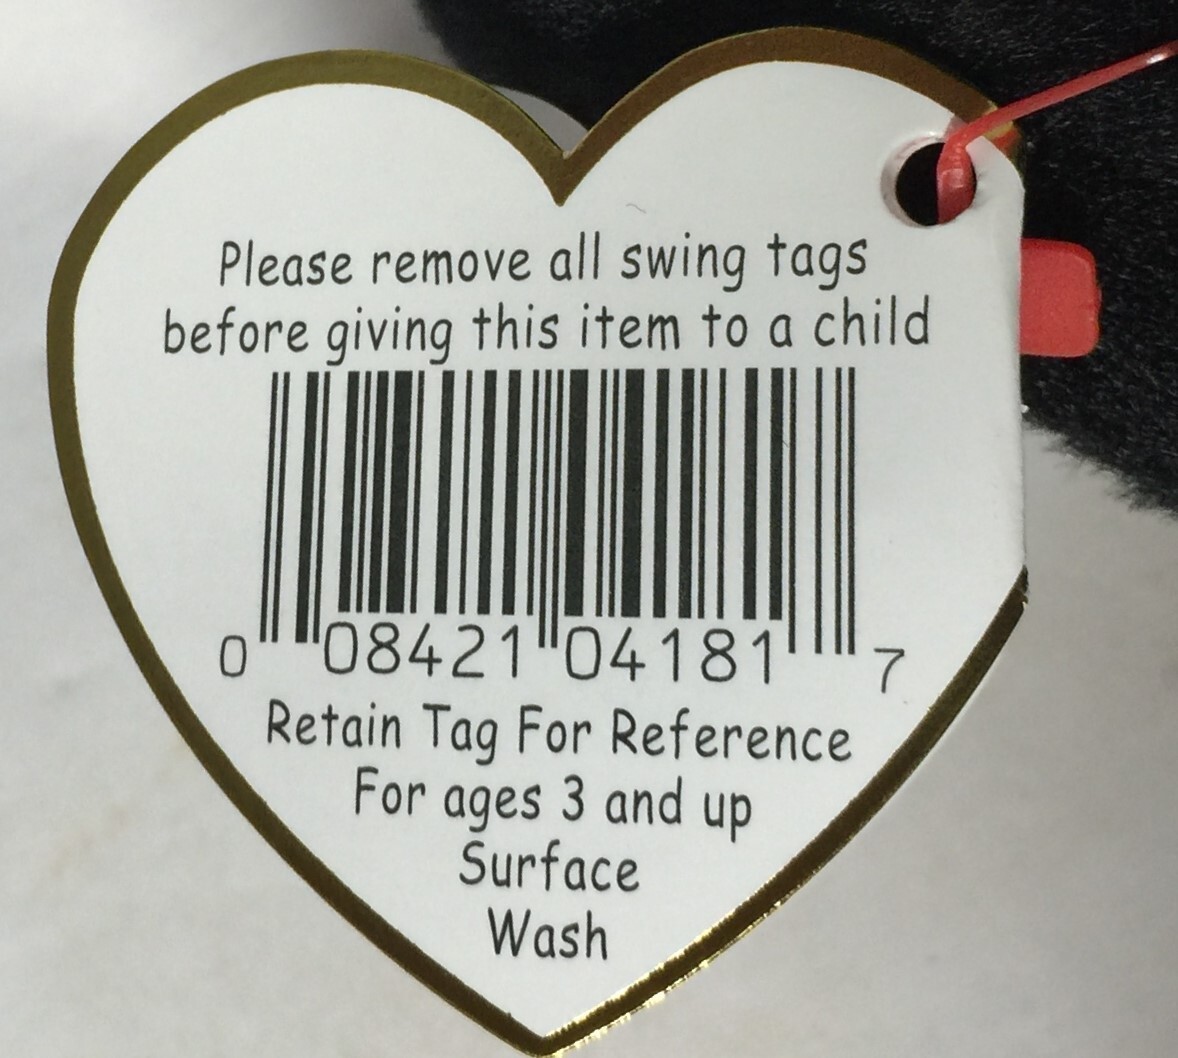 Please remove all swing tags
before giving this item to a child
0 08421 04181 7
Retain Tag For Reference
For ages 3 and up
Surface
Wash